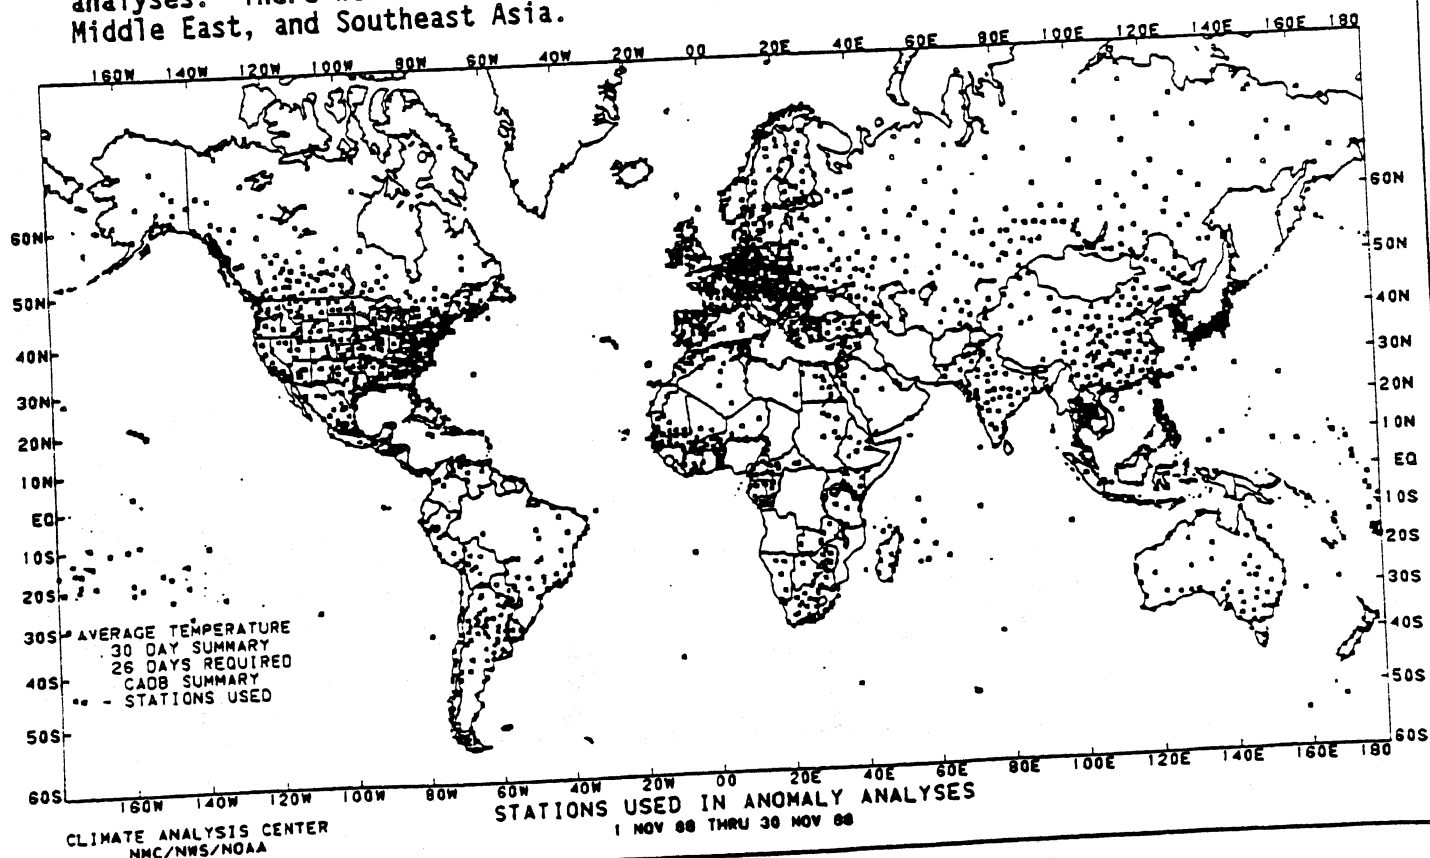 analyses.
Middle East, and Southeast Asia.
160W 140W 120W 100W 80W 60W 40W 20W 00 20E 40E 60E 80E 100E 120E 140E 160E 180
60N
50N
40N
30N
20N
10N
EQ
10S
20S
30S
40S
50S
60S
60N
50N
40N
30N
20N
10N
EQ
10S
20S
30S
40S
50S
60S
AVERAGE TEMPERATURE
30 DAY SUMMARY
26 DAYS REQUIRED
CADB SUMMARY
- STATIONS USED
160W 140W 120W 100W 80W 60W 40W 20W 00 20E 40E 60E 80E 100E 120E 140E 160E 180
STATIONS USED IN ANOMALY ANALYSES
1 NOV 88 THRU 30 NOV 88
CLIMATE ANALYSIS CENTER
NMC/NWS/NOAA